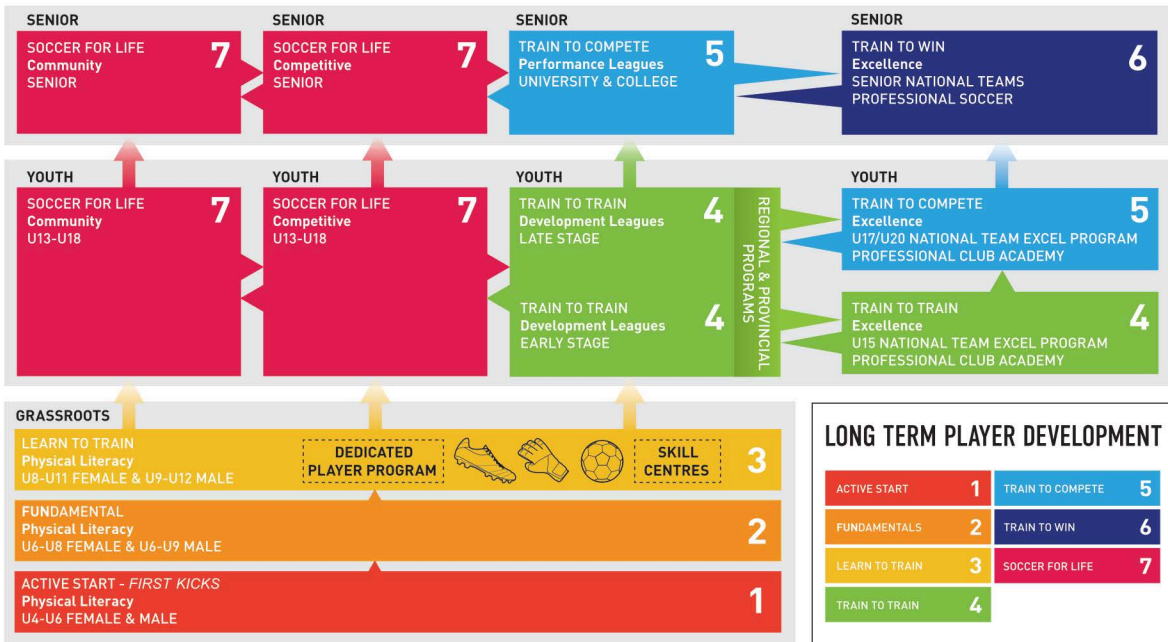 SENIOR
SOCCER FOR LIFE
Community
SENIOR
7
SENIOR
SOCCER FOR LIFE
Competitive
SENIOR
7
SENIOR
TRAIN TO COMPETE
Performance Leagues
UNIVERSITY & COLLEGE
5
SENIOR
TRAIN TO WIN
Excellence
SENIOR NATIONAL TEAMS
PROFESSIONAL SOCCER
6
YOUTH
SOCCER FOR LIFE
Community
U13-U18
7
YOUTH
SOCCER FOR LIFE
Competitive
U13-U18
7
YOUTH
TRAIN TO TRAIN
Development Leagues
LATE STAGE
4
TRAIN TO TRAIN
Development Leagues
EARLY STAGE
4
REGIONAL & PROVINCIAL
PROGRAMS
YOUTH
TRAIN TO COMPETE
Excellence
U17/U20 NATIONAL TEAM EXCEL PROGRAM
PROFESSIONAL CLUB ACADEMY
5
TRAIN TO TRAIN
Excellence
U15 NATIONAL TEAM EXCEL PROGRAM
PROFESSIONAL CLUB ACADEMY
4
GRASSROOTS
LEARN TO TRAIN
Physical Literacy
U8-U11 FEMALE & U9-U12 MALE
DEDICATED
PLAYER PROGRAM
SKILL
CENTRES
3
FUNDAMENTAL
Physical Literacy
U6-U8 FEMALE & U6-U9 MALE
2
ACTIVE START - FIRST KICKS
Physical Literacy
U4-U6 FEMALE & MALE
1
LONG TERM PLAYER DEVELOPMENT
ACTIVE START 1
FUNDAMENTALS 2
LEARN TO TRAIN 3
TRAIN TO TRAIN 4
TRAIN TO COMPETE 5
TRAIN TO WIN 6
SOCCER FOR LIFE 7